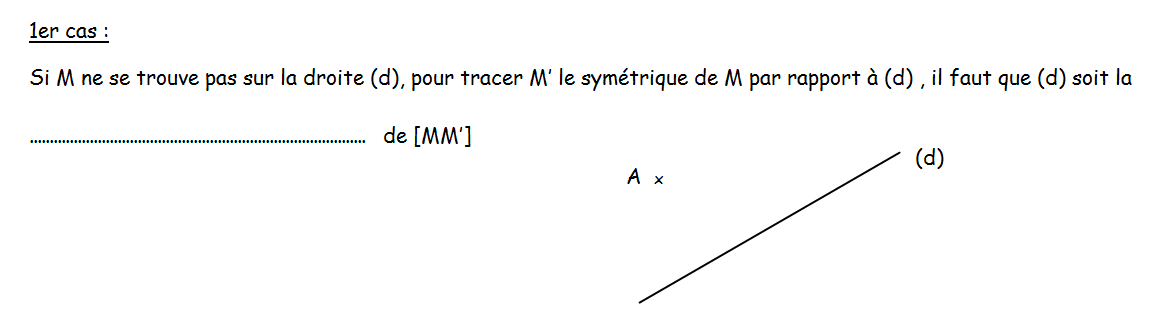 1er cas :
Si M ne se trouve pas sur la droite (d), pour tracer M’ le symétrique de M par rapport à (d) , il faut que (d) soit la
.................................................................................... de [MM’]
(d)
A x